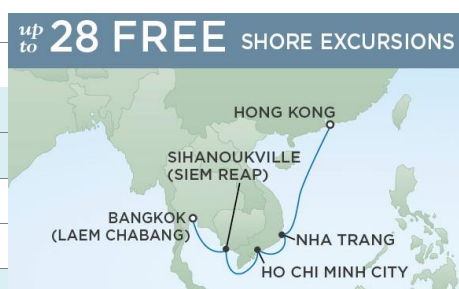 up to 28 FREE SHORE EXCURSIONS
HONG KONG
SIHANOUKVILLE
(SIEM REAP)
BANGKOK
(LAEM CHABANG)
NHA TRANG
HO CHI MINH CITY